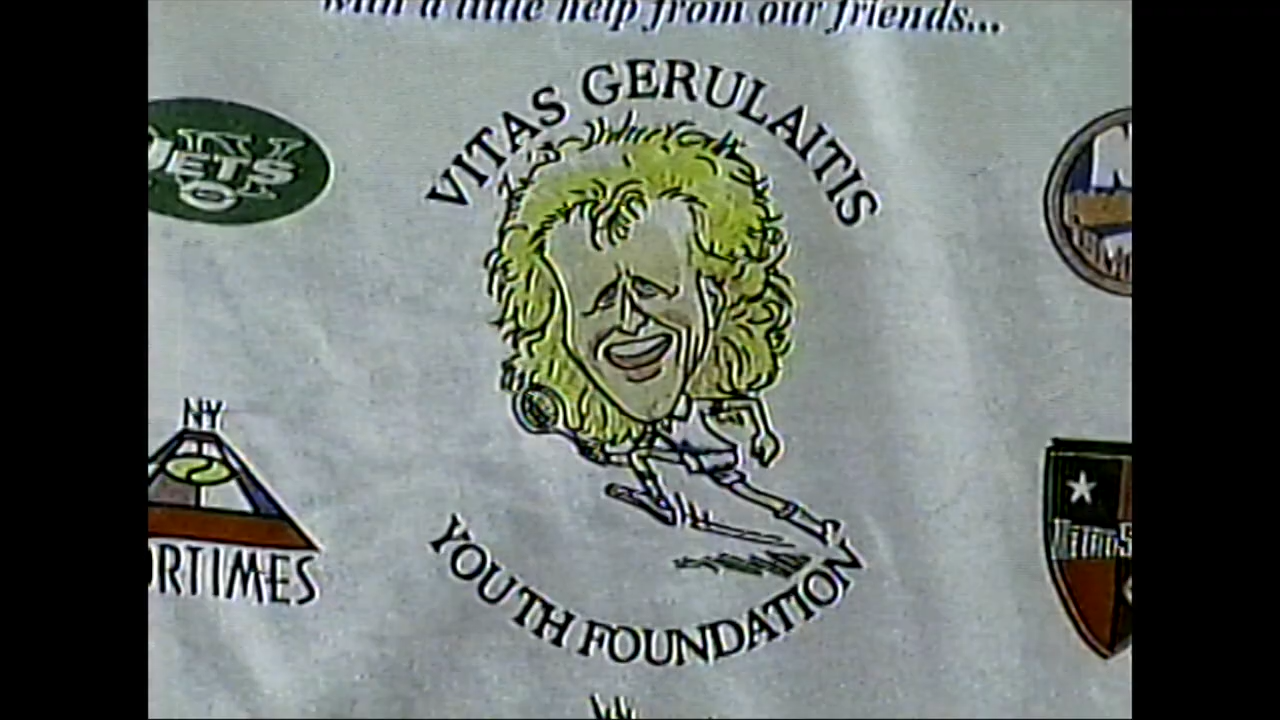 with a little help from our friends...
VITAS GERULAITIS
NY
JETS
NY
ORTIMES
YOUTH FOUNDATION